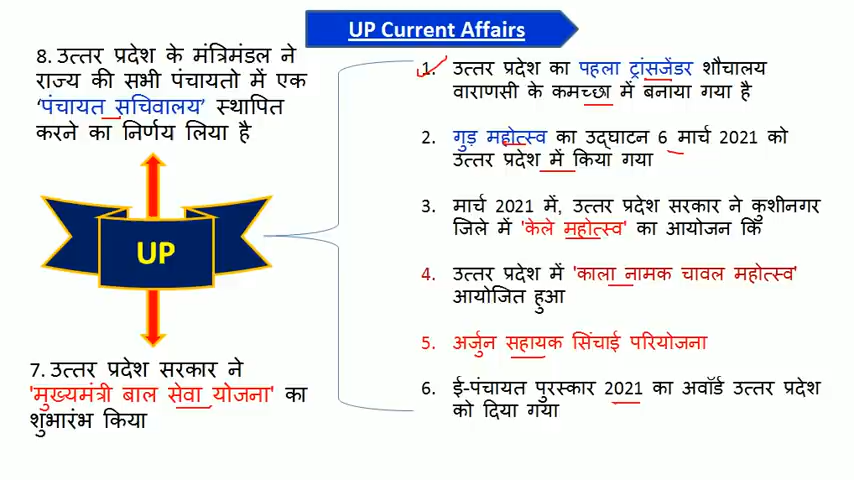 UP Current Affairs
8. उत्तर प्रदेश के मंत्रिमंडल ने
राज्य की सभी पंचायतो में एक
‘पंचायत सचिवालय’ स्थापित
करने का निर्णय लिया है
UP
7. उत्तर प्रदेश सरकार ने
'मुख्यमंत्री बाल सेवा योजना' का
शुभारंभ किया
1. उत्तर प्रदेश का पहला ट्रांसजेंडर शौचालय
वाराणसी के कमच्छा में बनाया गया है
2. गुड़ महोत्स्व का उद्घाटन 6 मार्च 2021 को
उत्तर प्रदेश में किया गया
3. मार्च 2021 में, उत्तर प्रदेश सरकार ने कुशीनगर
जिले में 'केले महोत्स्व' का आयोजन कि
4. उत्तर प्रदेश में 'काला नामक चावल महोत्स्व'
आयोजित हुआ
5. अर्जुन सहायक सिंचाई परियोजना
6. ई-पंचायत पुरस्कार 2021 का अवॉर्ड उत्तर प्रदेश
को दिया गया